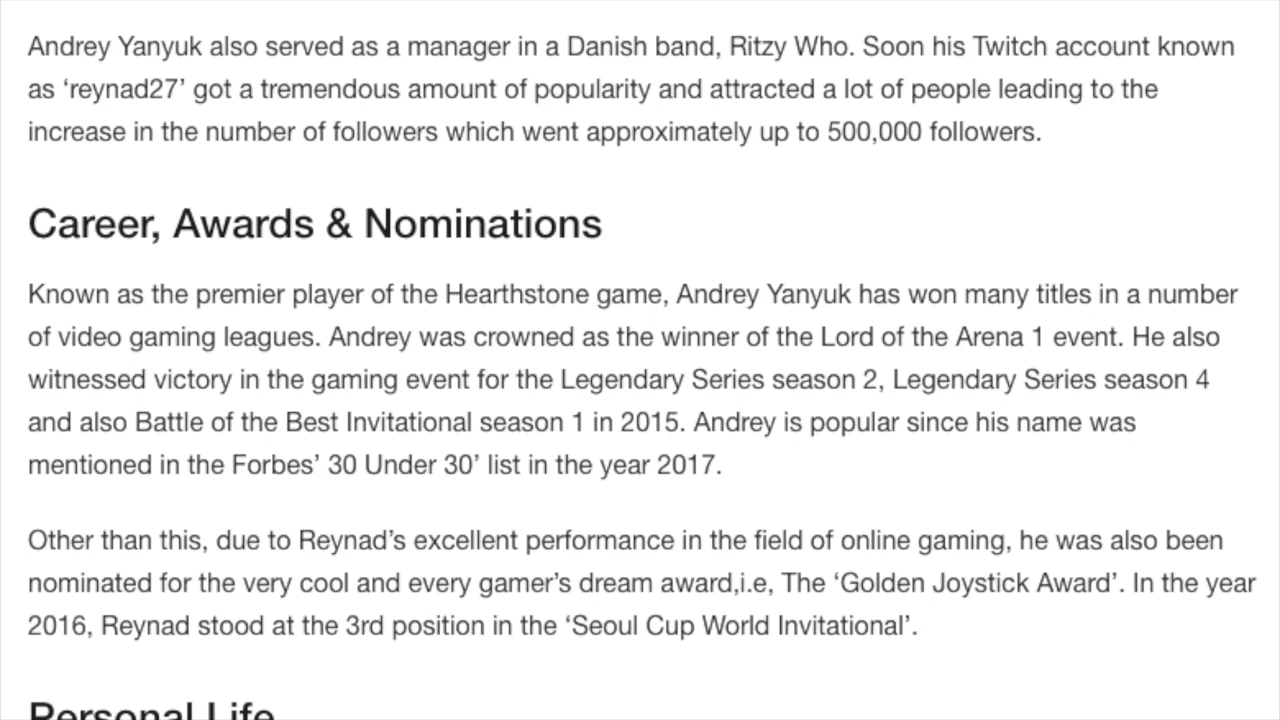 Andrey Yanyuk also served as a manager in a Danish band, Ritzy Who. Soon his Twitch account known
as ‘reynad27’ got a tremendous amount of popularity and attracted a lot of people leading to the
increase in the number of followers which went approximately up to 500,000 followers.
Career, Awards & Nominations
Known as the premier player of the Hearthstone game, Andrey Yanyuk has won many titles in a number
of video gaming leagues. Andrey was crowned as the winner of the Lord of the Arena 1 event. He also
witnessed victory in the gaming event for the Legendary Series season 2, Legendary Series season 4
and also Battle of the Best Invitational season 1 in 2015. Andrey is popular since his name was
mentioned in the Forbes’ 30 Under 30’ list in the year 2017.
Other than this, due to Reynad’s excellent performance in the field of online gaming, he was also been
nominated for the very cool and every gamer’s dream award,i.e, The ‘Golden Joystick Award’. In the year
2016, Reynad stood at the 3rd position in the ‘Seoul Cup World Invitational’.
Personal Life